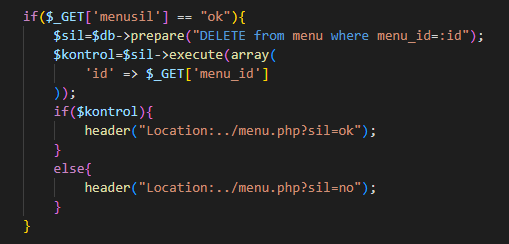 if($_GET['menusil'] == "ok"){
    $sil=$db->prepare("DELETE from menu where menu_id=:id");
    $kontrol=$sil->execute(array(
        'id' => $_GET['menu_id']
    ));
    if($kontrol){
        header("Location:../menu.php?sil=ok");
    }
    else{
        header("Location:../menu.php?sil=no");
    }
}